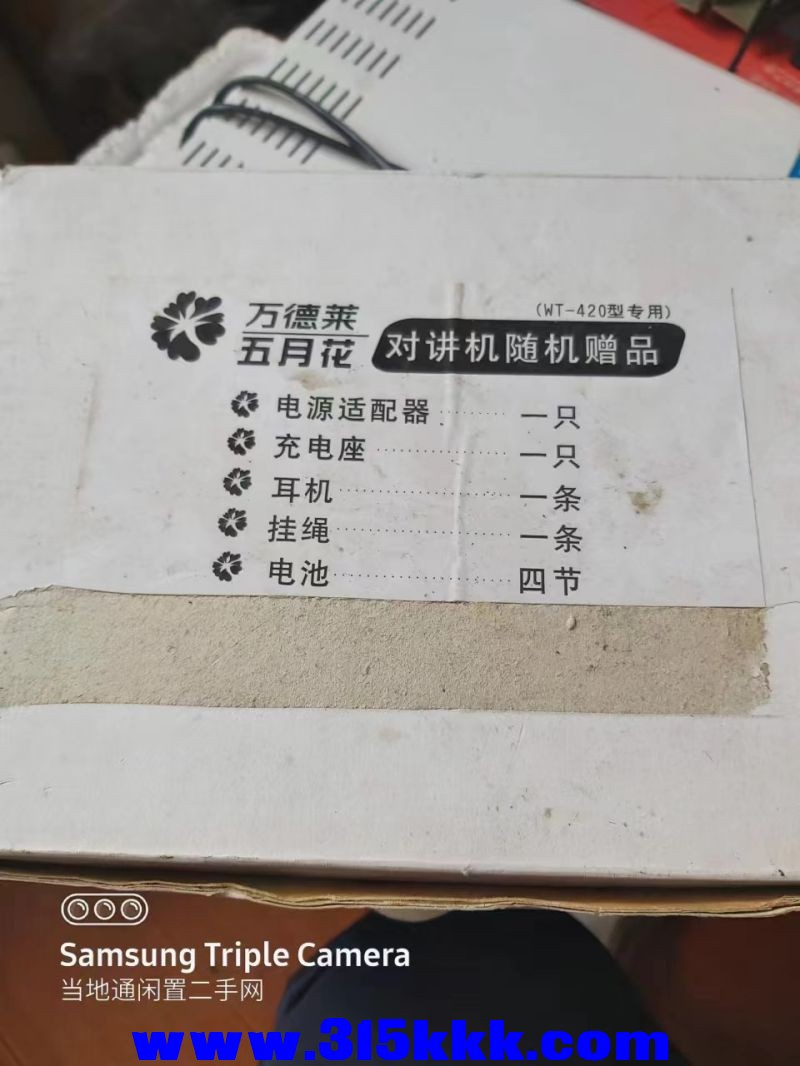 万德莱
五月花
(WT-420型专用)
对讲机随机赠品
电源适配器········一只
充电座··············一只
耳机··················一条
挂绳··················一条
电池··················四节
Samsung Triple Camera
当地通闲置二手网
www.315kkk.com